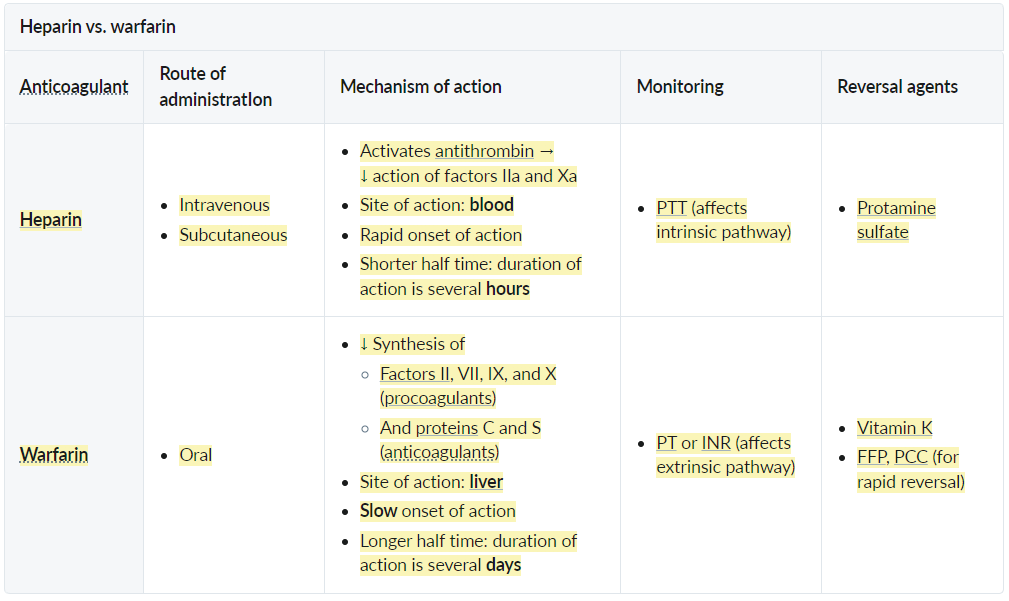 Heparin vs. warfarin
Anticoagulant
Route of
administration
Mechanism of action
Monitoring
Reversal agents
Heparin
• Intravenous
• Subcutaneous
• Activates antithrombin →
↓ action of factors IIa and Xa
• Site of action: blood
• Rapid onset of action
• Shorter half time: duration of
action is several hours
• PTT (affects
intrinsic pathway)
• Protamine
sulfate
Warfarin
• Oral
• ↓ Synthesis of
◦ Factors II, VII, IX, and X
(procoagulants)
◦ And proteins C and S
(anticoagulants)
• Site of action: liver
• Slow onset of action
• Longer half time: duration of
action is several days
• PT or INR (affects
extrinsic pathway)
• Vitamin K
• FFP, PCC (for
rapid reversal)